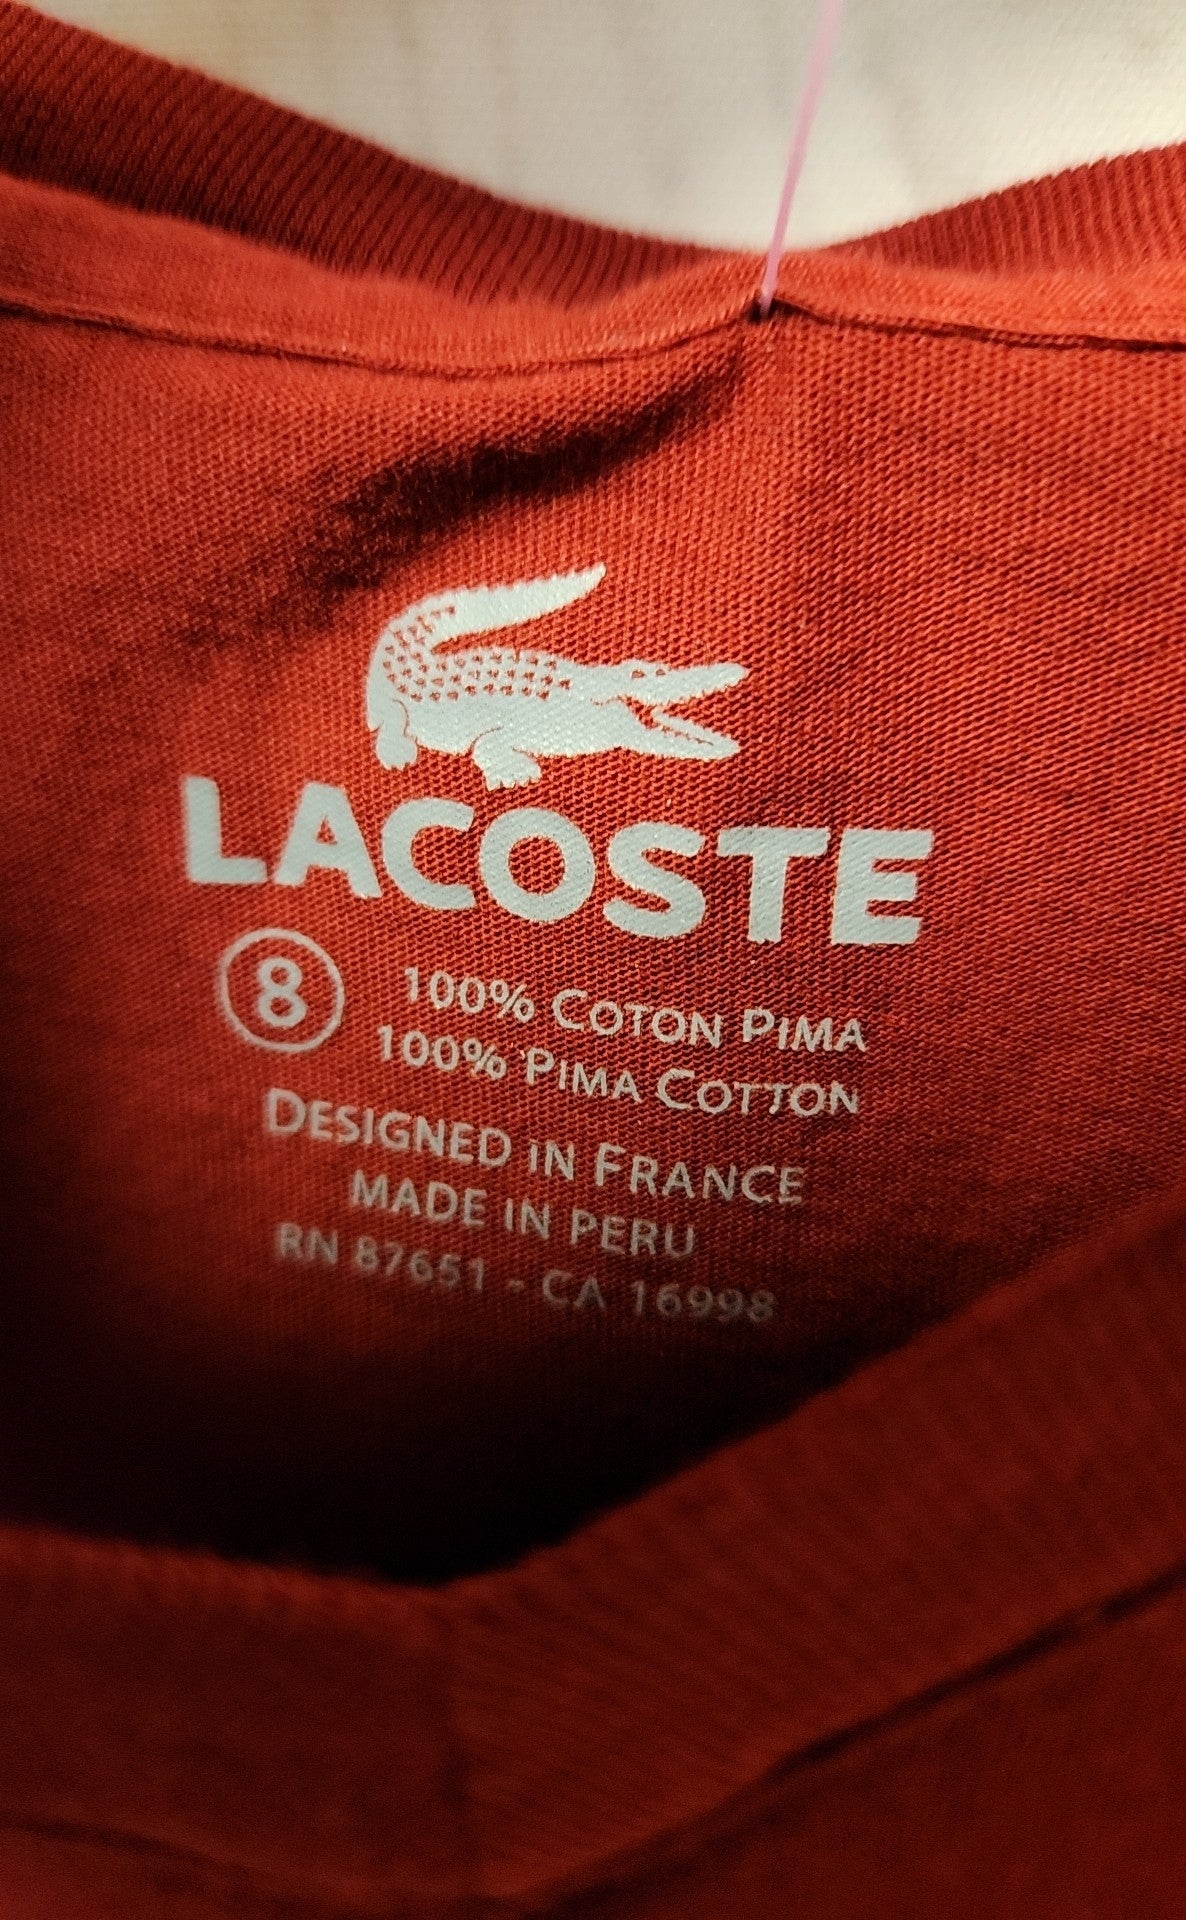 LACOSTE
8
100% COTON PIMA
100% PIMA COTTON
DESIGNED IN FRANCE
MADE IN PERU
RN 87651 - CA 16998